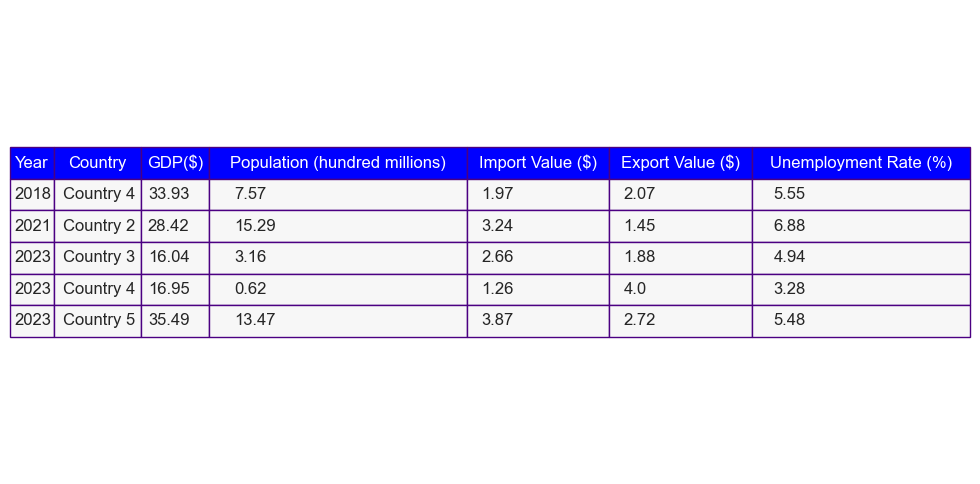 Year Country GDP($) Population (hundred millions) Import Value ($) Export Value ($) Unemployment Rate (%)
2018 Country 4 33.93 7.57 1.97 2.07 5.55
2021 Country 2 28.42 15.29 3.24 1.45 6.88
2023 Country 3 16.04 3.16 2.66 1.88 4.94
2023 Country 4 16.95 0.62 1.26 4.0 3.28
2023 Country 5 35.49 13.47 3.87 2.72 5.48